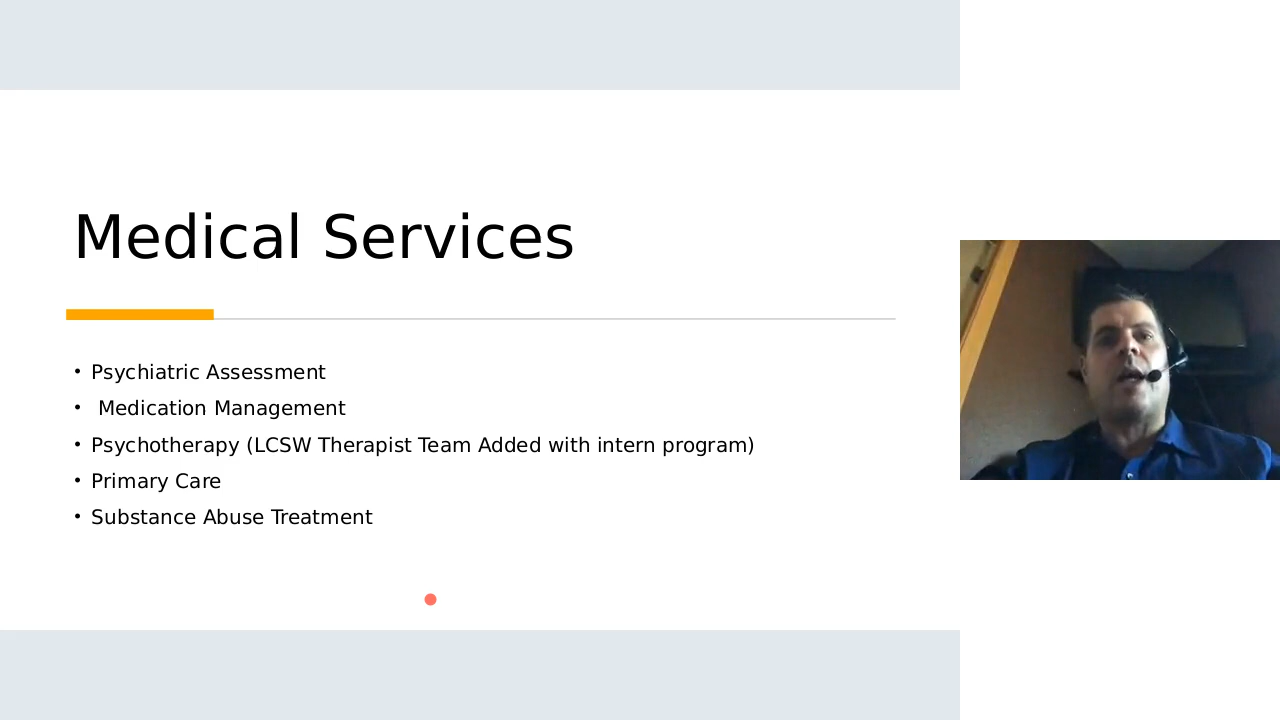 Medical Services
• Psychiatric Assessment
• Medication Management
• Psychotherapy (LCSW Therapist Team Added with intern program)
• Primary Care
• Substance Abuse Treatment